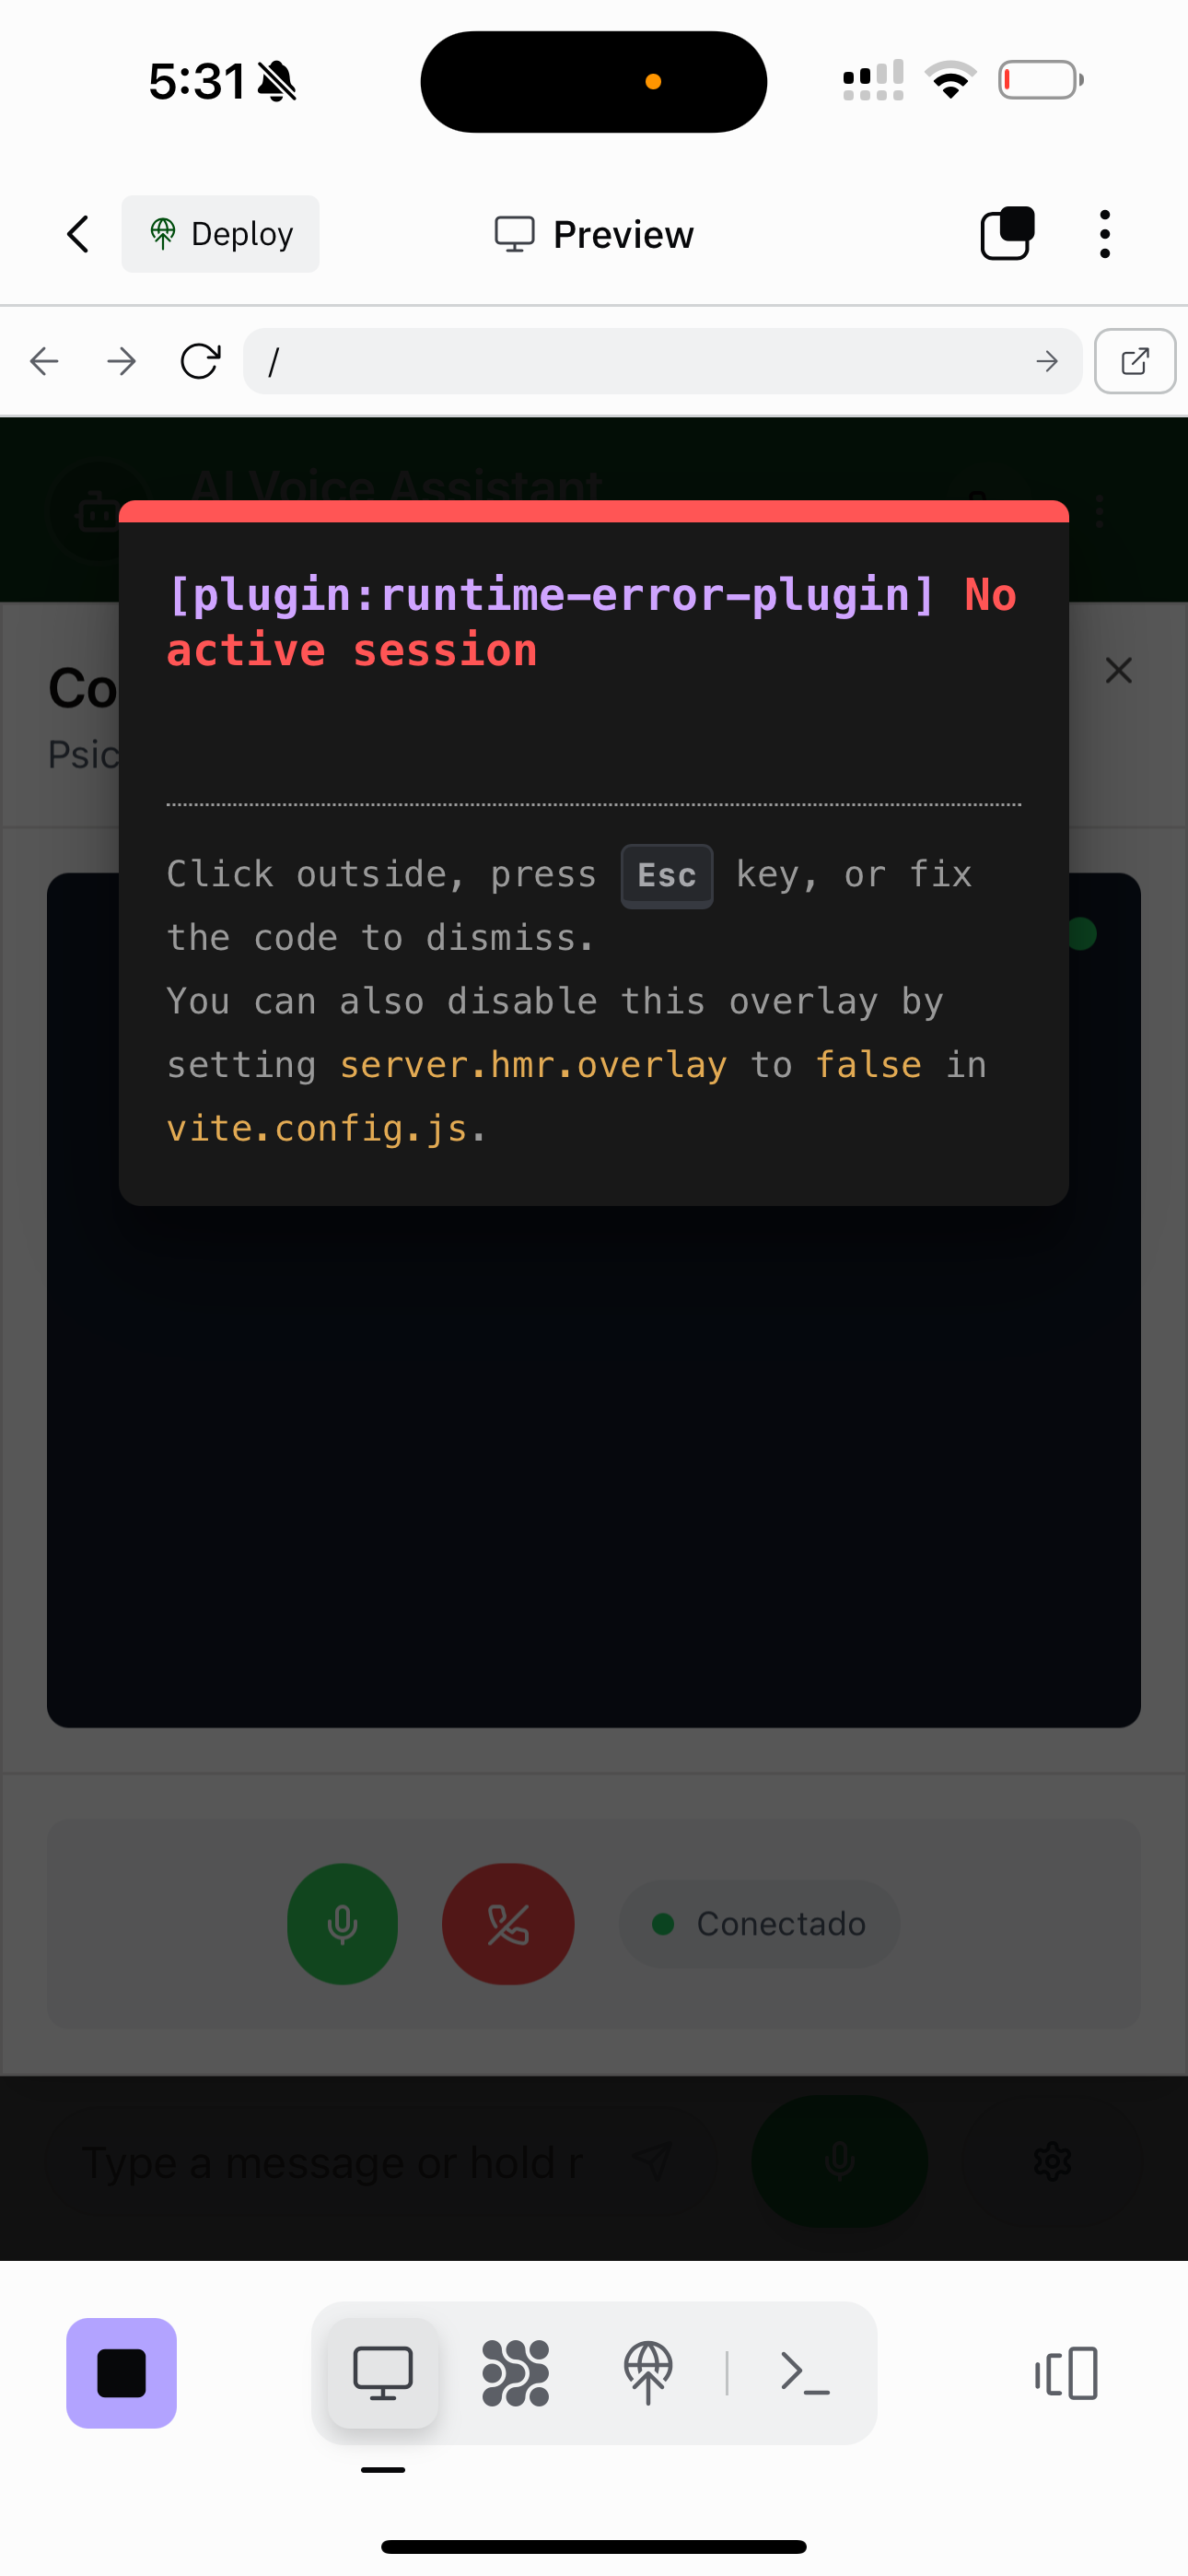 5:31
Deploy
Preview
/
AI Voice Assistant
[plugin:runtime-error-plugin] No
active session
Co
Psic
Click outside, press Esc key, or fix
the code to dismiss.
You can also disable this overlay by
setting server.hmr.overlay to false in
vite.config.js.
Conectado
Type a message or hold r